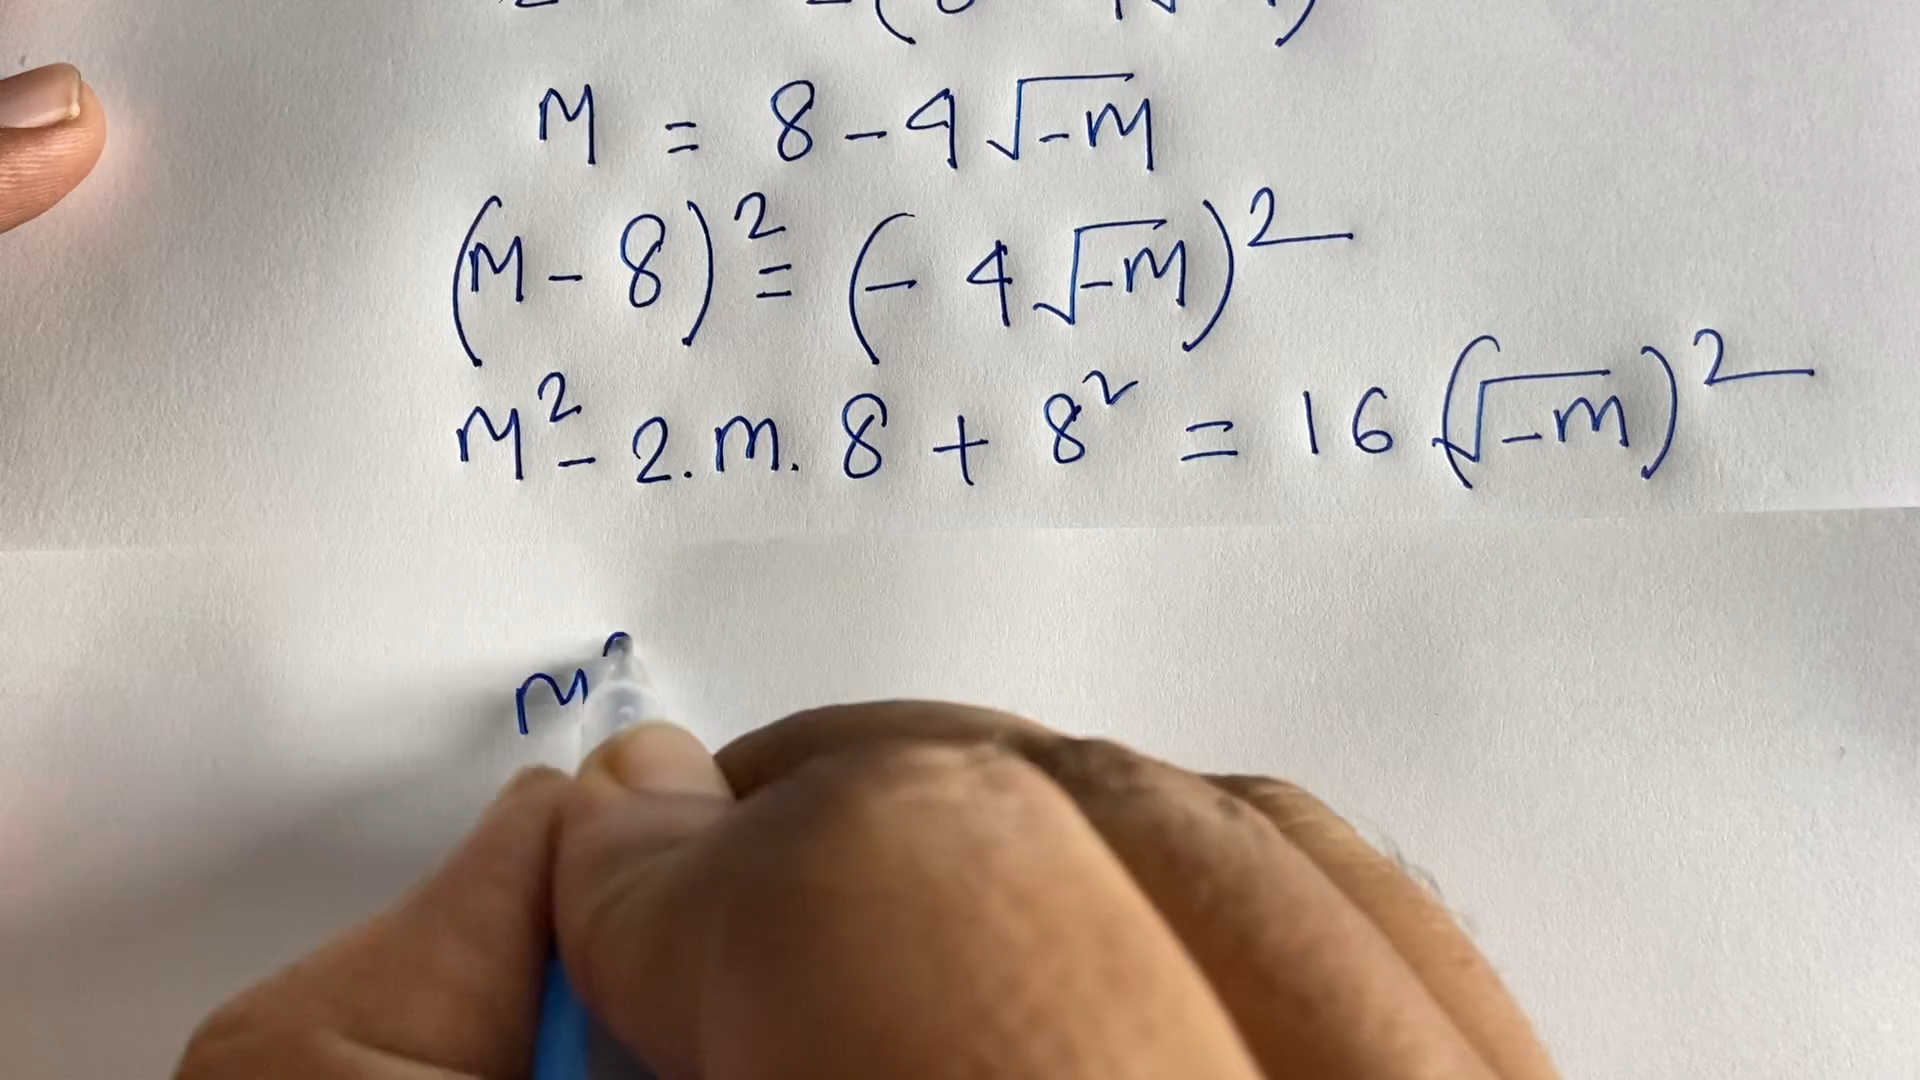 m = 8 - 4√-m
(m - 8)² = (- 4√-m)²
m² - 2.m.8 + 8² = 16(√-m)²
m